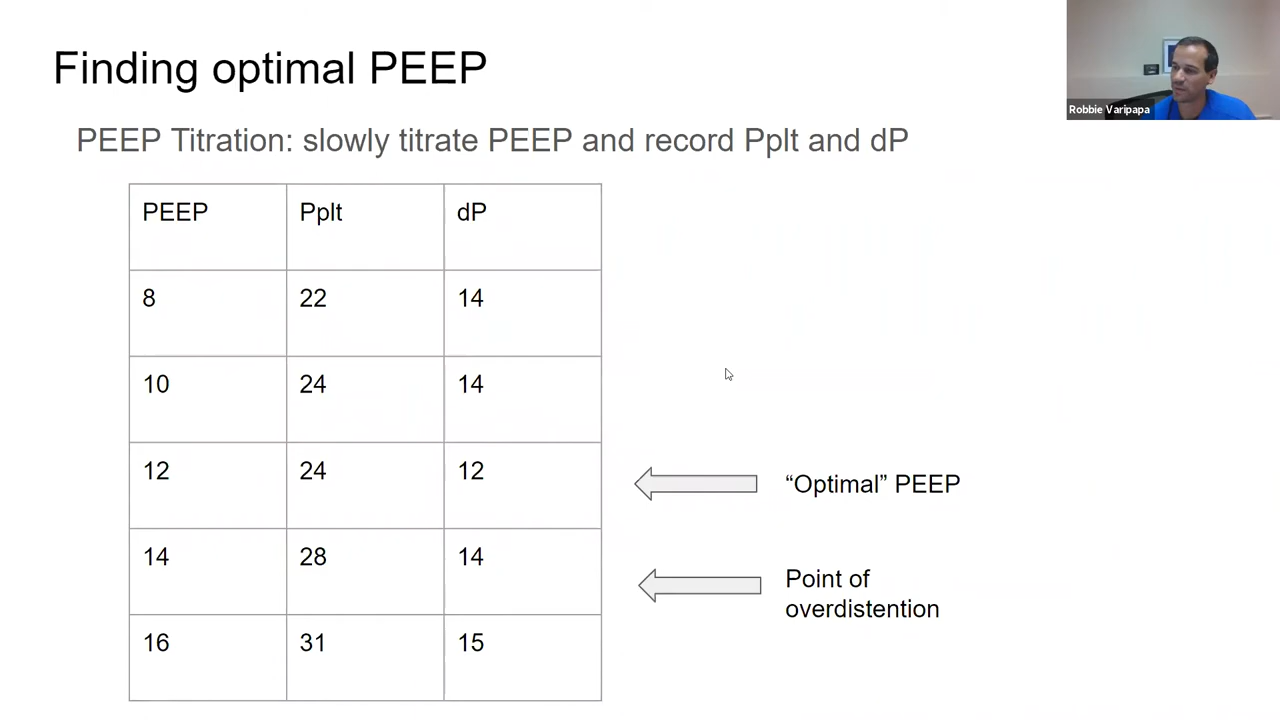 Finding optimal PEEP
Robbie Varipapa
PEEP Titration: slowly titrate PEEP and record Pplt and dP
PEEP Pplt dP
8 22 14
10 24 14
12 24 12
“Optimal” PEEP
14 28 14
Point of
overdistention
16 31 15